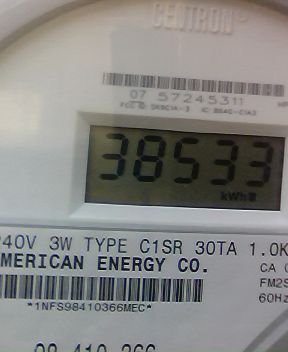 CENTRON®
07 57245311
38533
kWh
240V 3W TYPE C1SR 30TA 1.0K
AMERICAN ENERGY CO.
CA
FM2S
60Hz
*1NFS98410366MEC*